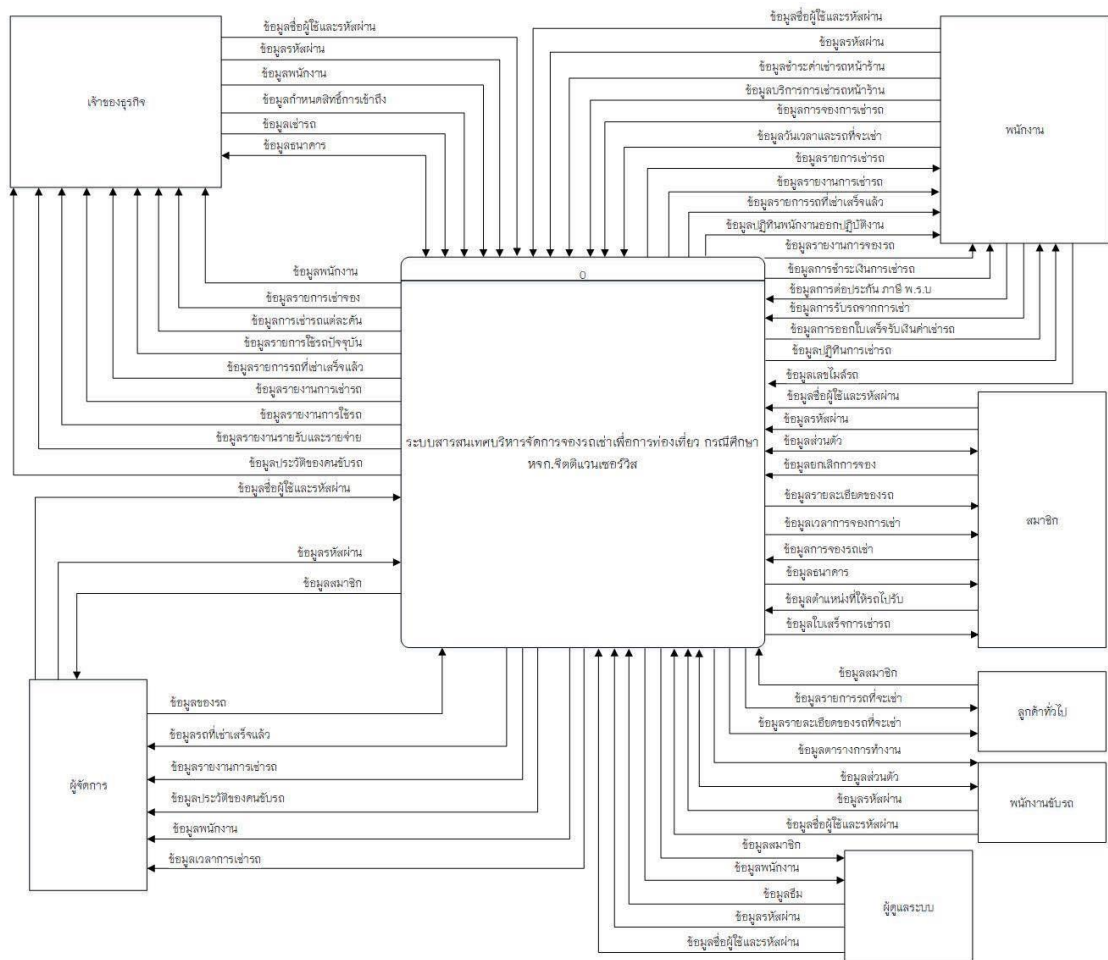 เจ้าของธุรกิจ
ข้อมูลชื่อผู้ใช้และรหัสผ่าน
ข้อมูลรหัสผ่าน
ข้อมูลพนักงาน
ข้อมูลกำหนดสิทธิ์การเข้าถึง
ข้อมูลเช่ารถ
ข้อมูลธนาคาร
ข้อมูลชื่อผู้ใช้และรหัสผ่าน
ข้อมูลรหัสผ่าน
ข้อมูลชำระค่าเช่ารถหน้าร้าน
ข้อมูลบริการการเช่ารถหน้าร้าน
ข้อมูลการจองการเช่ารถ
ข้อมูลวันเวลาและรถที่จะเช่า
ข้อมูลรายการเช่ารถ
ข้อมูลรายงานการเช่ารถ
ข้อมูลรายการรถที่เช่าเสร็จแล้ว
ข้อมูลปฏิทินพนักงานออกปฏิบัติงาน
ข้อมูลรายงานการจองรถ
พนักงาน
ข้อมูลการชำระเงินการเช่ารถ
ข้อมูลการต่อประกัน ภาษี พ.ร.บ
ข้อมูลการรับรถจากการเช่า
ข้อมูลการออกใบเสร็จรับเงินค่าเช่ารถ
ข้อมูลปฏิทินการเช่ารถ
ข้อมูลเลขไมล์รถ
ข้อมูลพนักงาน
ข้อมูลรายการเช่าจอง
ข้อมูลการเช่ารถแต่ละคัน
ข้อมูลรายการใช้รถปัจจุบัน
ข้อมูลรายการรถที่เช่าเสร็จแล้ว
ข้อมูลรายงานการเช่ารถ
ข้อมูลรายงานการใช้รถ
ข้อมูลรายงานรายรับและรายจ่าย
ข้อมูลประวัติของคนขับรถ
0
ระบบสารสนเทศบริหารจัดการจองรถเช่าเพื่อการท่องเที่ยว กรณีศึกษา
หจก.จิตติแวนเซอร์วิส
ข้อมูลชื่อผู้ใช้และรหัสผ่าน
ข้อมูลรหัสผ่าน
ข้อมูลส่วนตัว
ข้อมูลยกเลิกการจอง
ข้อมูลรายละเอียดของรถ
ข้อมูลเวลาการจองการเช่า
ข้อมูลการจองรถเช่า
ข้อมูลธนาคาร
ข้อมูลตำแหน่งที่ให้รถไปรับ
ข้อมูลใบเสร็จการเช่ารถ
สมาชิก
ข้อมูลชื่อผู้ใช้และรหัสผ่าน
ข้อมูลรหัสผ่าน
ข้อมูลสมาชิก
ผู้จัดการ
ข้อมูลของรถ
ข้อมูลรถที่เช่าเสร็จแล้ว
ข้อมูลรายงานการเช่ารถ
ข้อมูลประวัติของคนขับรถ
ข้อมูลพนักงาน
ข้อมูลเวลาการเช่ารถ
ข้อมูลสมาชิก
ข้อมูลรายการรถที่จะเช่า
ข้อมูลรายละเอียดของรถที่จะเช่า
ลูกค้าทั่วไป
ข้อมูลตารางการทำงาน
ข้อมูลส่วนตัว
ข้อมูลรหัสผ่าน
ข้อมูลชื่อผู้ใช้และรหัสผ่าน
พนักงานขับรถ
ข้อมูลสมาชิก
ข้อมูลพนักงาน
ข้อมูลธีม
ข้อมูลรหัสผ่าน
ข้อมูลชื่อผู้ใช้และรหัสผ่าน
ผู้ดูแลระบบ